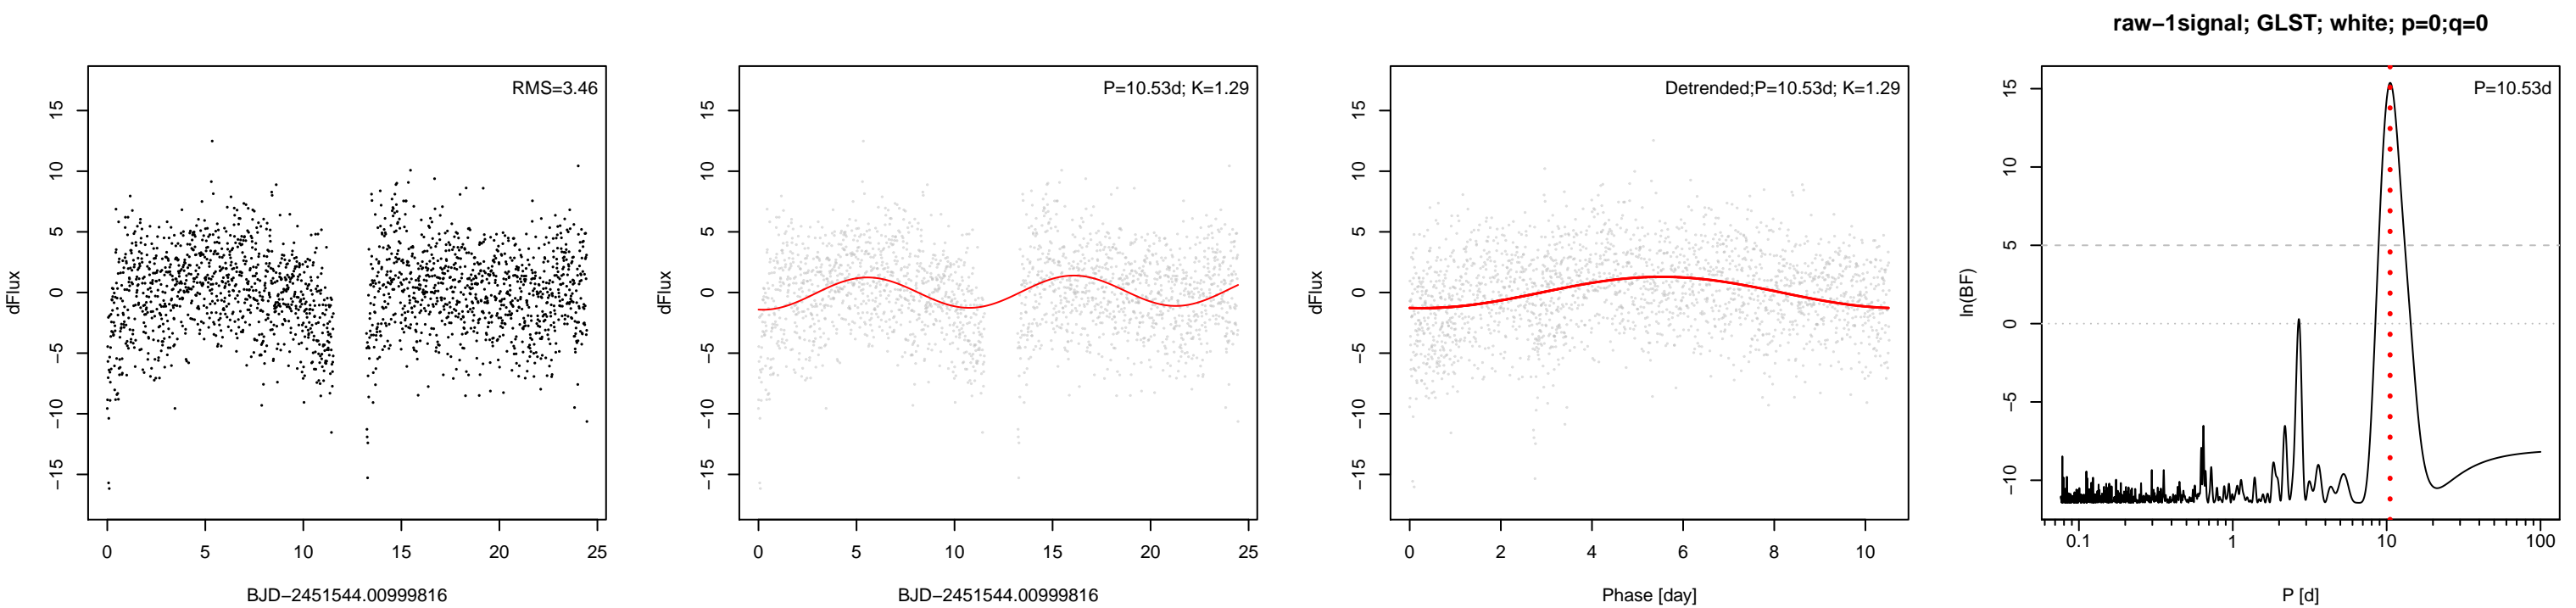 raw−1signal; GLST; white; p=0;q=0
RMS=3.46
15
10
5
0
−5
−10
−15
dFlux
0 5 10 15 20 25
BJD−2451544.00999816
P=10.53d; K=1.29
15
10
5
0
−5
−10
−15
dFlux
0 5 10 15 20 25
BJD−2451544.00999816
Detrended;P=10.53d; K=1.29
15
10
5
0
−5
−10
−15
dFlux
0 2 4 6 8 10
Phase [day]
P=10.53d
15
10
5
0
−5
−10
ln(BF)
0.1 1 10 100
P [d]